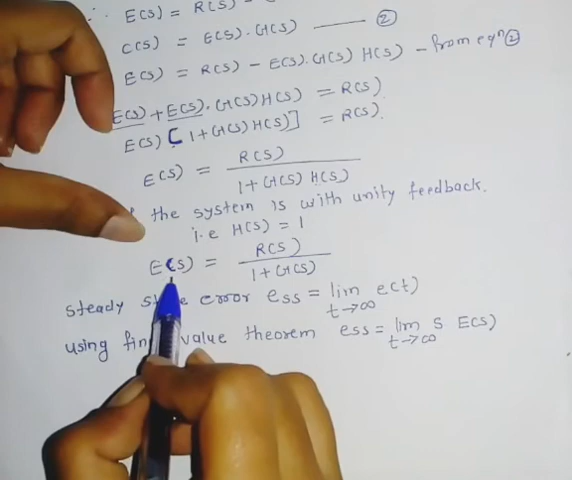 ∴ E(S) = R(S) -
C(S) = E(S) · G(S) —— ②
E(S) = R(S) - E(S) · G(S) H(S) - from eqn ②
E(S) + E(S) · G(S) H(S) = R(S)
E(S) [1 + G(S) H(S)] = R(S).
E(S) = R(S) / 1 + G(S) H(S)
the system is with unity feedback.
i.e H(S) = 1
E(S) = R(S) / 1 + G(S)
steady error ess = lim t→∞ e(t)
using value theorem ess = lim t→∞ S E(S)